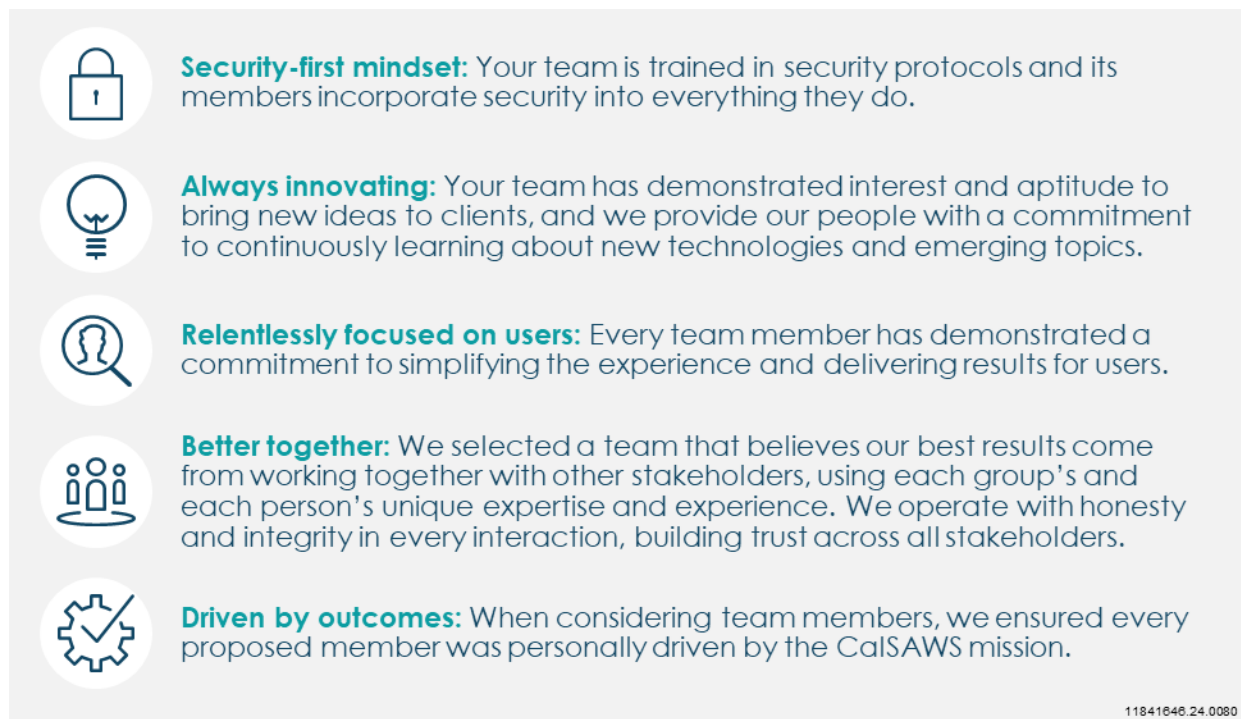 Security-first mindset: Your team is trained in security protocols and its
members incorporate security into everything they do.
Always innovating: Your team has demonstrated interest and aptitude to
bring new ideas to clients, and we provide our people with a commitment
to continuously learning about new technologies and emerging topics.
Relentlessly focused on users: Every team member has demonstrated a
commitment to simplifying the experience and delivering results for users.
Better together: We selected a team that believes our best results come
from working together with other stakeholders, using each group’s and
each person’s unique expertise and experience. We operate with honesty
and integrity in every interaction, building trust across all stakeholders.
Driven by outcomes: When considering team members, we ensured every
proposed member was personally driven by the CalSAWS mission.
11841646.24.0080